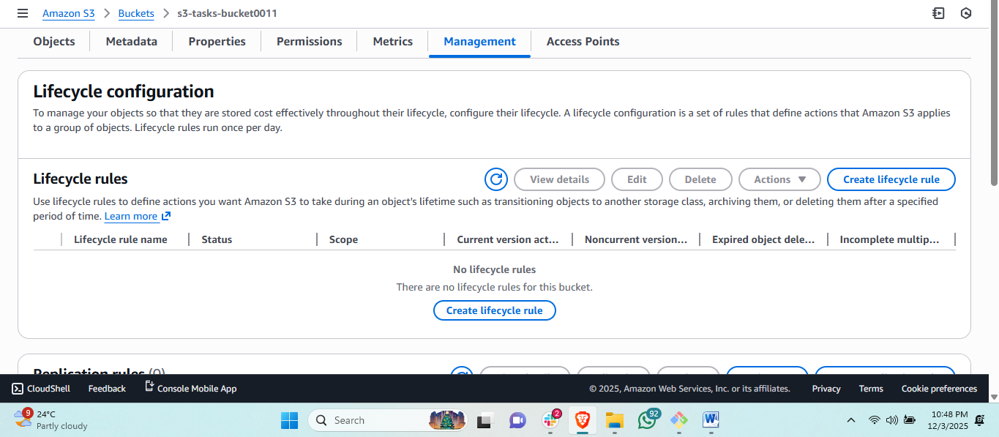 Amazon S3 > Buckets > s3-tasks-bucket0011
Objects Metadata Properties Permissions Metrics Management Access Points
Lifecycle configuration
To manage your objects so that they are stored cost effectively throughout their lifecycle, configure their lifecycle. A lifecycle configuration is a set of rules that define actions that Amazon S3 applies
to a group of objects. Lifecycle rules run once per day.
Lifecycle rules View details Edit Delete Actions Create lifecycle rule
Use lifecycle rules to define actions you want Amazon S3 to take during an object's lifetime such as transitioning objects to another storage class, archiving them, or deleting them after a specified
period of time. Learn more
Lifecycle rule name Status Scope Current version act... Noncurrent version... Expired object dele... Incomplete multip...
No lifecycle rules
There are no lifecycle rules for this bucket.
Create lifecycle rule
Replication rules (0)
CloudShell Feedback Console Mobile App © 2025, Amazon Web Services, Inc. or its affiliates. Privacy Terms Cookie preferences
9 24°C
Partly cloudy
Search 2 92
10:48 PM
12/3/2025